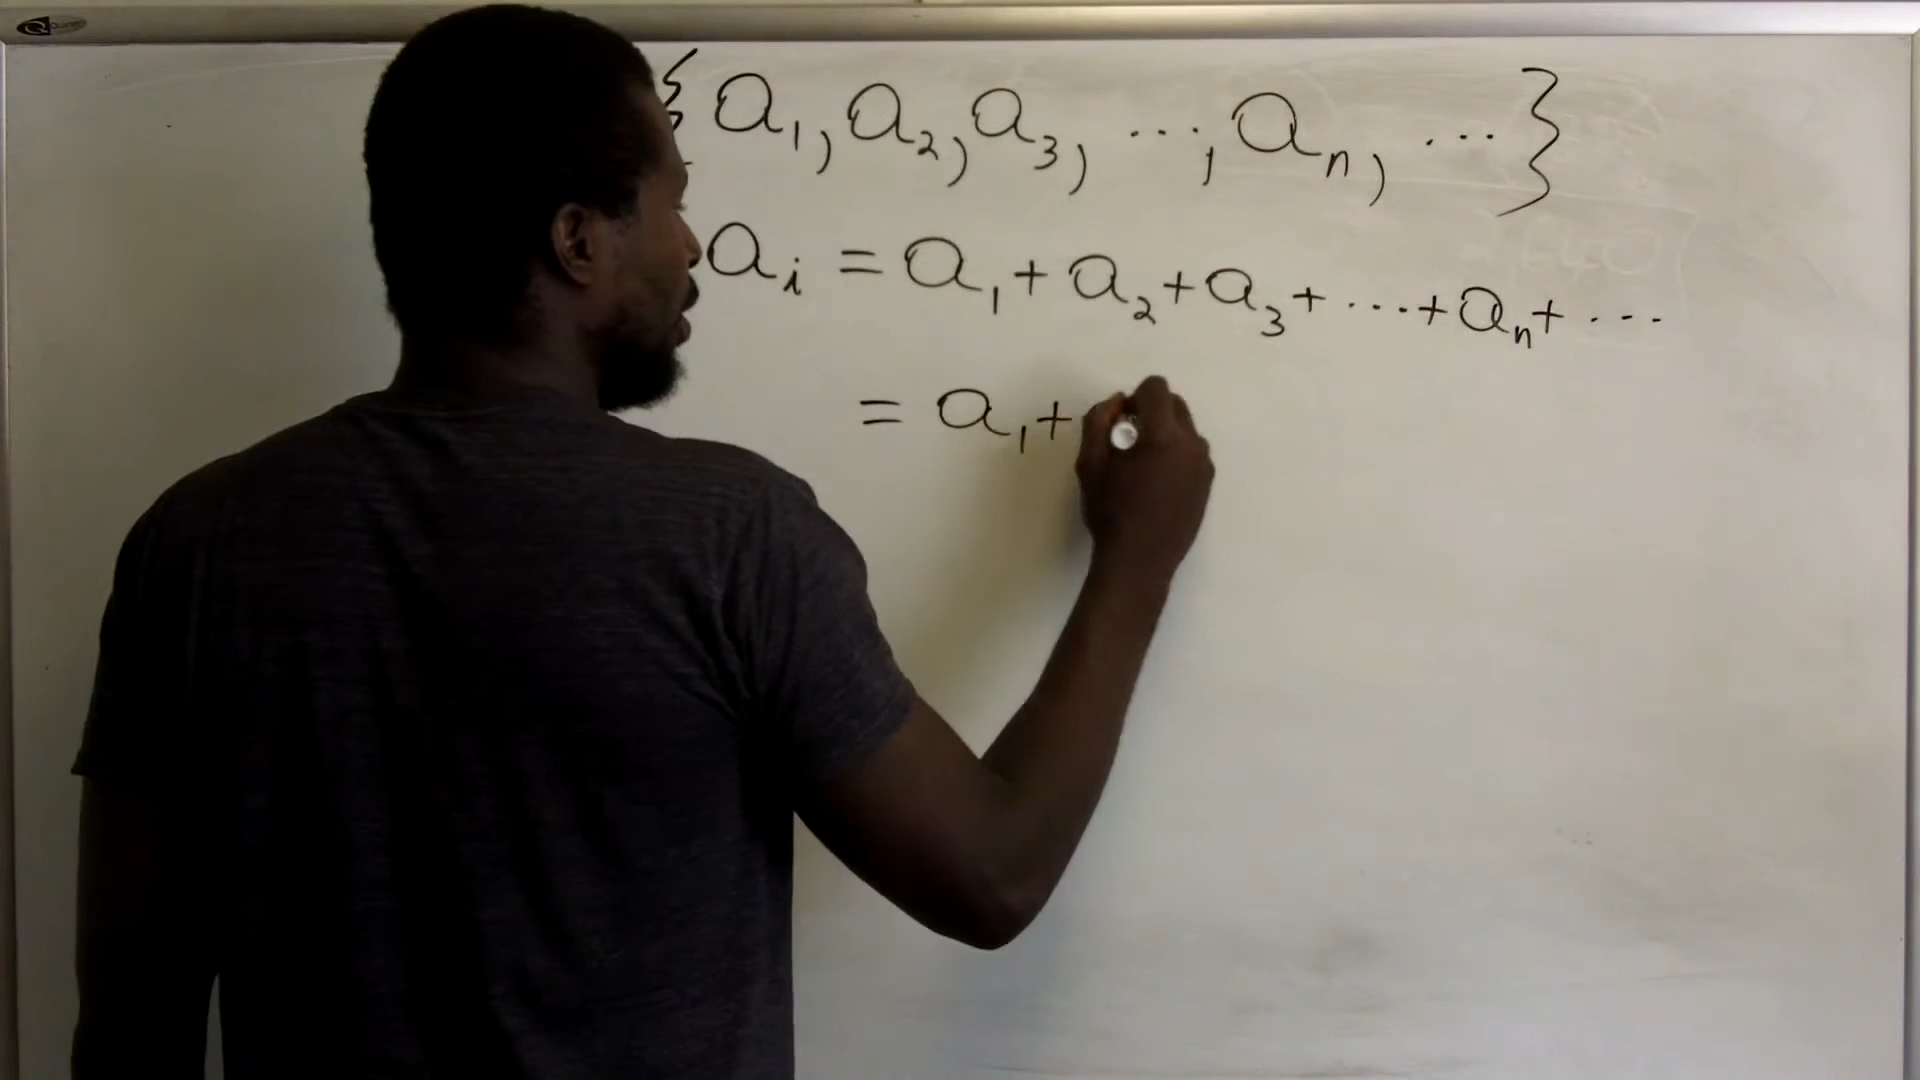 { a₁, a₂, a₃, ..., aₙ, ... }
aᵢ = a₁ + a₂ + a₃ + ... + aₙ + ...
= a₁ +